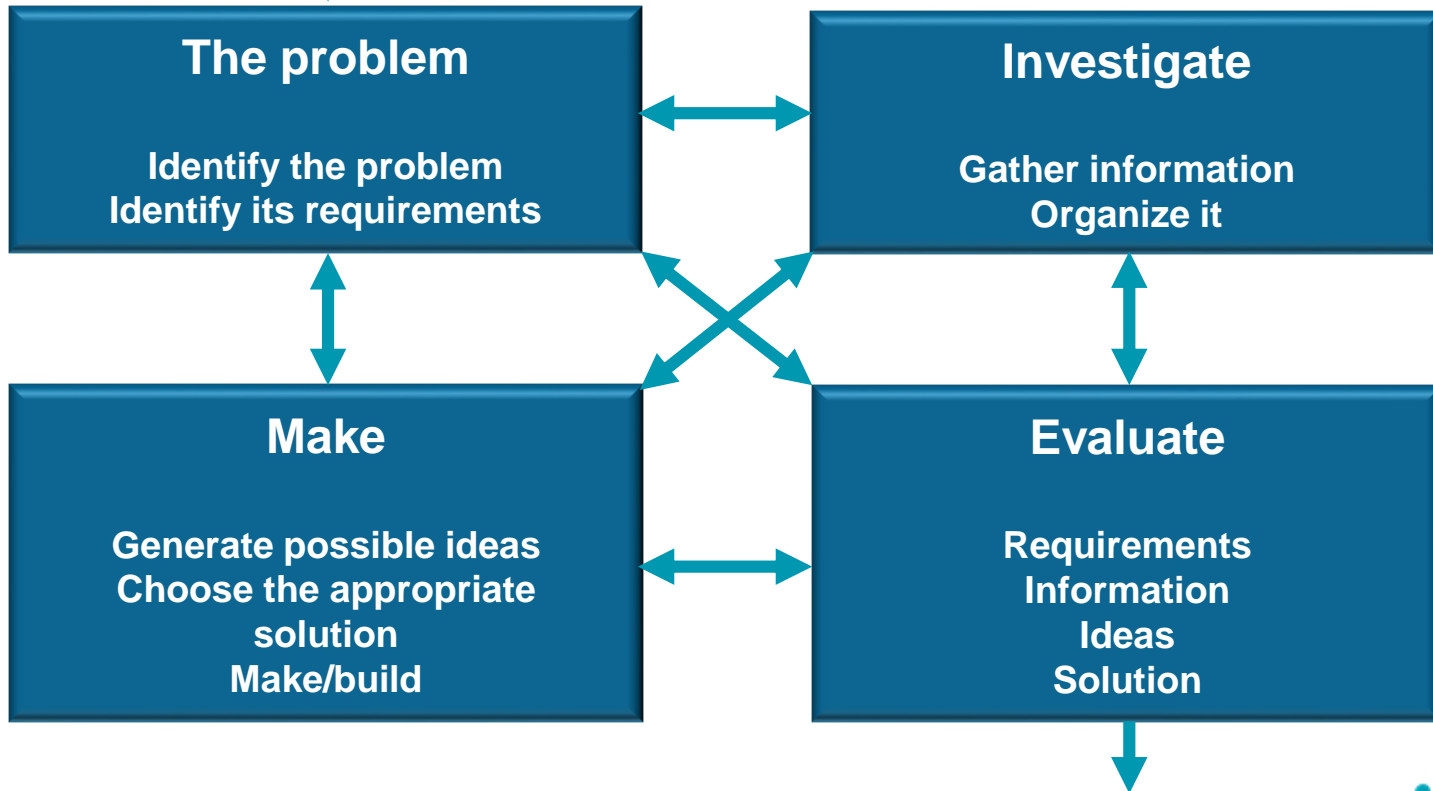 The problem
Identify the problem
Identify its requirements
Investigate
Gather information
Organize it
Make
Generate possible ideas
Choose the appropriate
solution
Make/build
Evaluate
Requirements
Information
Ideas
Solution